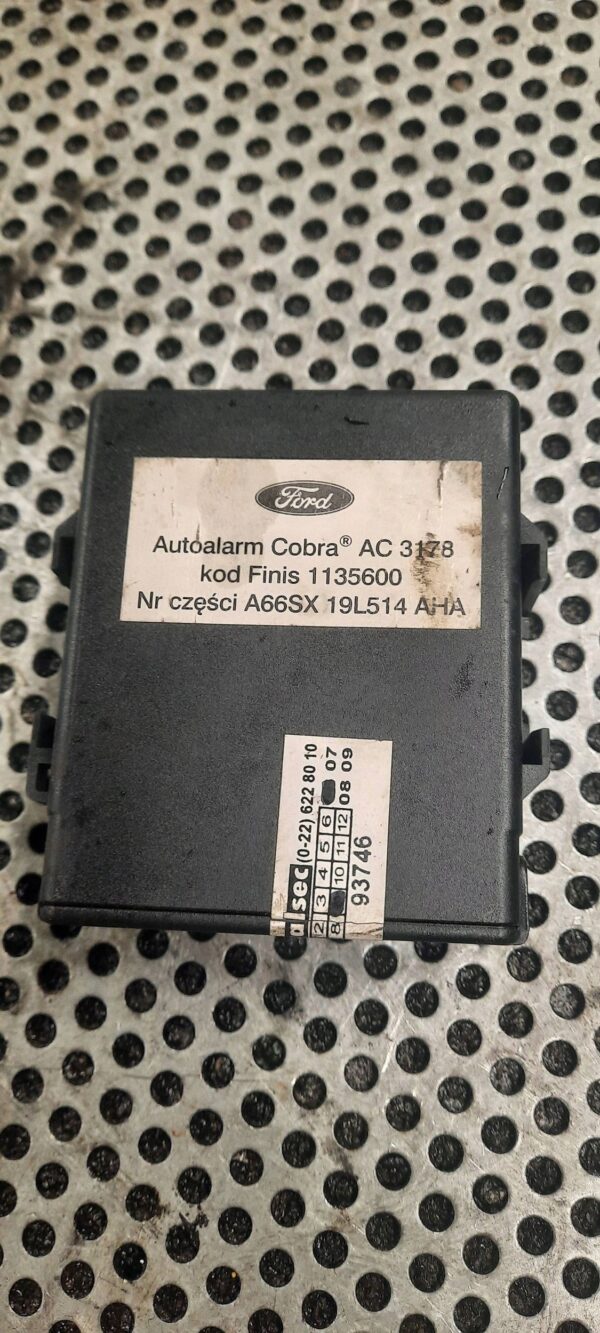 Ford
Autoalarm Cobra® AC 3178
kod Finis 1135600
Nr części A66SX 19L514 AHA
(0-22) 622 80 10
2 3 4 5 6 07
8 10 11 12 08 09
93746